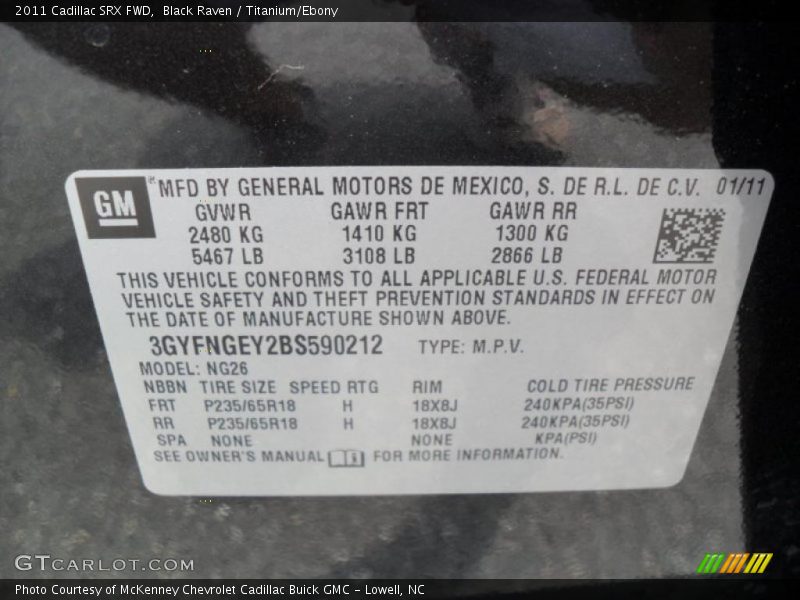 2011 Cadillac SRX FWD,  Black Raven / Titanium/Ebony
GM
MFD BY GENERAL MOTORS DE MEXICO, S. DE R.L. DE C.V. 01/11
GVWR GAWR FRT GAWR RR
2480 KG 1410 KG 1300 KG
5467 LB 3108 LB 2866 LB
THIS VEHICLE CONFORMS TO ALL APPLICABLE U.S. FEDERAL MOTOR
VEHICLE SAFETY AND THEFT PREVENTION STANDARDS IN EFFECT ON
THE DATE OF MANUFACTURE SHOWN ABOVE.
3GYFNGEY2BS590212 TYPE: M.P.V.
MODEL: NG26
NBBN TIRE SIZE SPEED RTG RIM COLD TIRE PRESSURE
FRT P235/65R18 H 18X8J 240KPA(35PSI)
RR P235/65R18 H 18X8J 240KPA(35PSI)
SPA NONE NONE KPA(PSI)
SEE OWNER'S MANUAL FOR MORE INFORMATION.
GTCARLOT.COM
Photo Courtesy of McKenney Chevrolet Cadillac Buick GMC - Lowell, NC